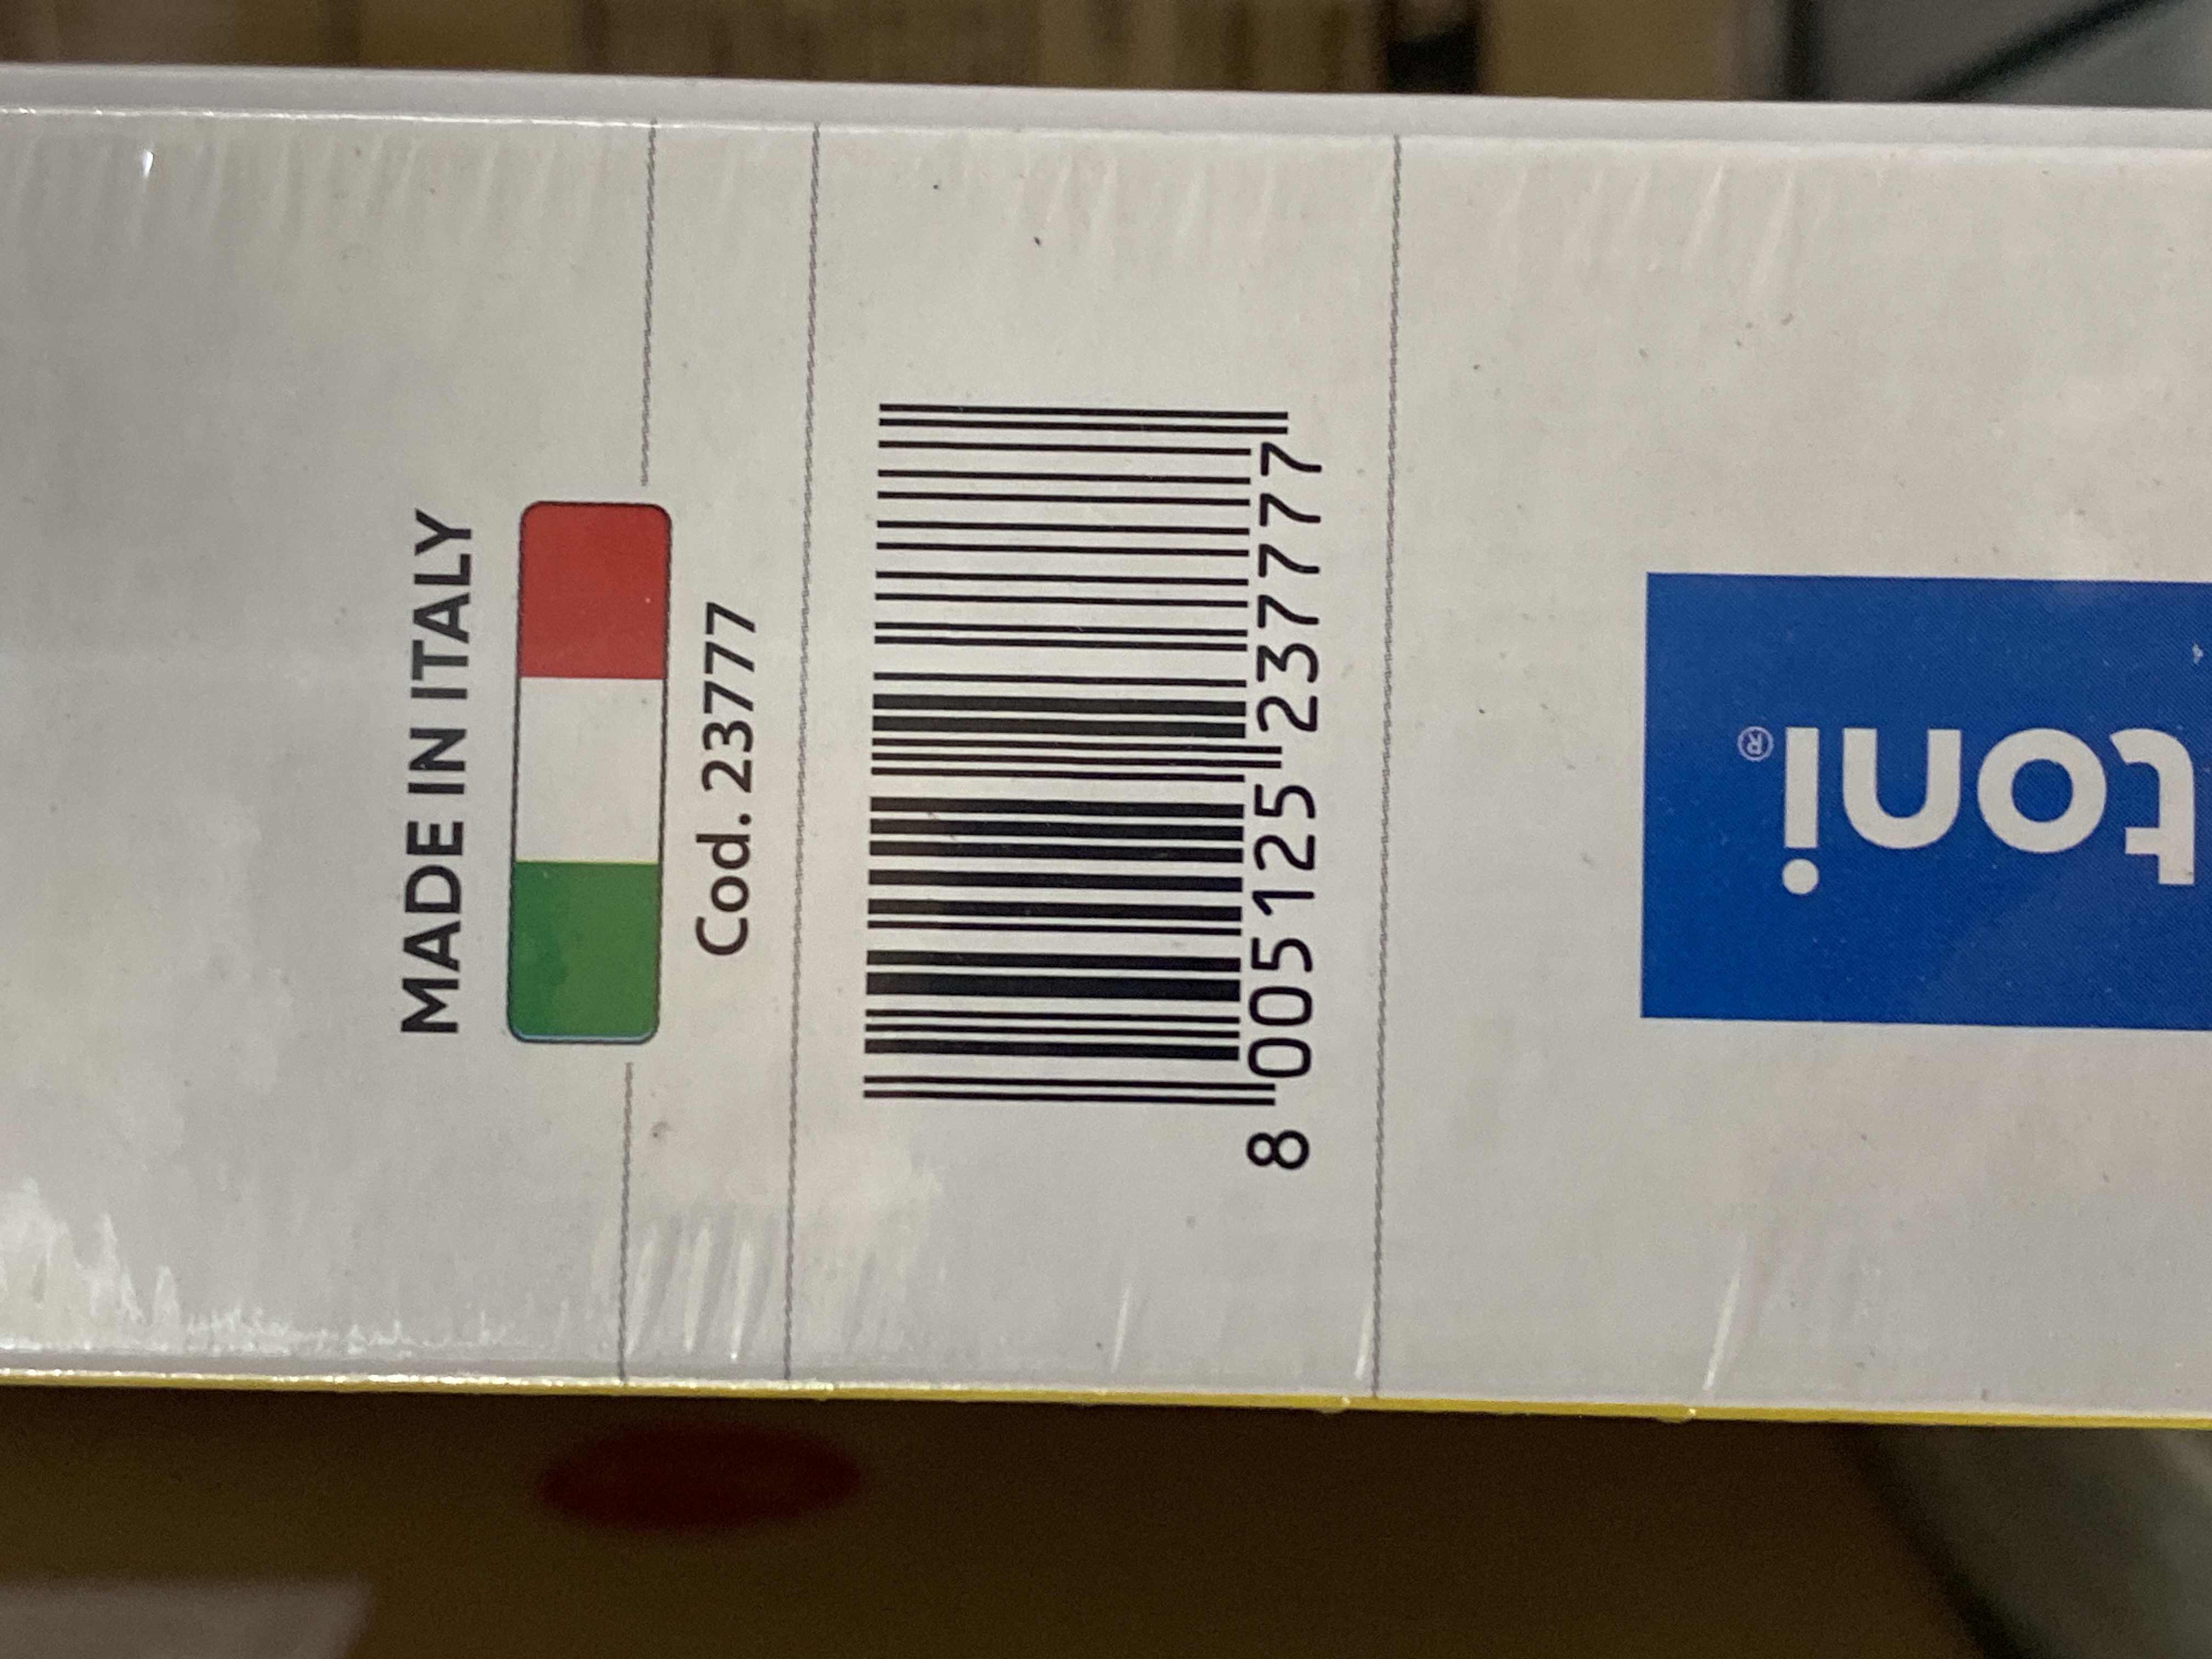 MADE IN ITALY
Cod. 23777
8 005125 237777
toni®